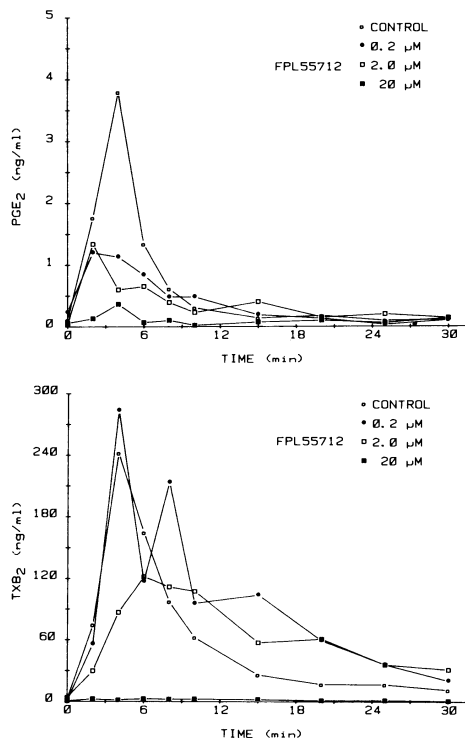 5
4
3
2
1
0
PGE2 (ng/ml)
CONTROL
0.2 µM
FPL55712
2.0 µM
20 µM
0 6 12 18 24 30
TIME (min)
300
240
180
120
60
0
TXB2 (ng/ml)
CONTROL
0.2 µM
FPL55712
2.0 µM
20 µM
0 6 12 18 24 30
TIME (min)